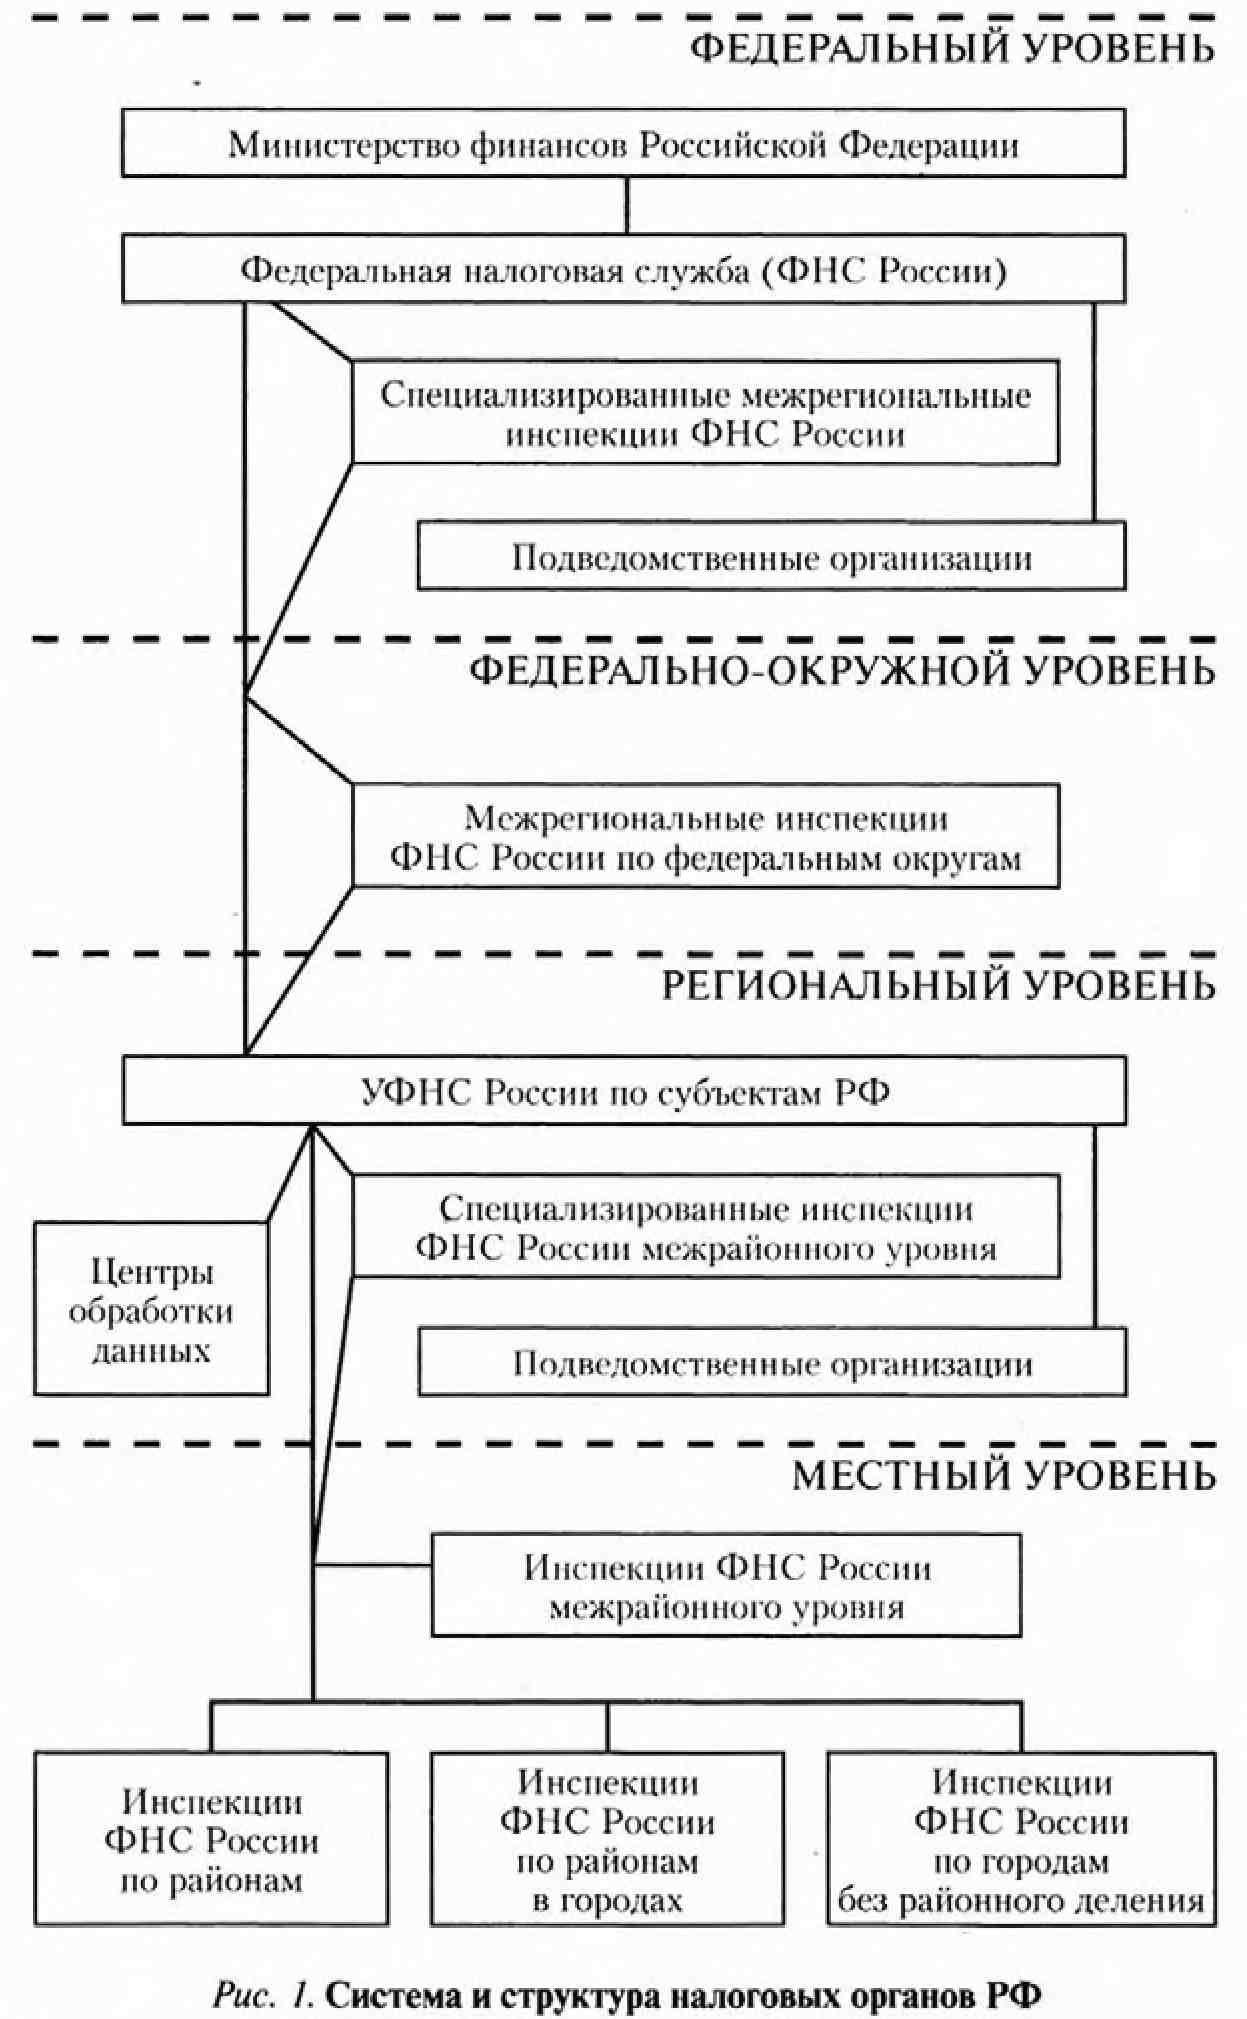 ФЕДЕРАЛЬНЫЙ УРОВЕНЬ
Министерство финансов Российской Федерации
Федеральная налоговая служба (ФНС России)
Специализированные межрегиональные
инспекции ФНС России
Подведомственные организации
ФЕДЕРАЛЬНО-ОКРУЖНОЙ УРОВЕНЬ
Межрегиональные инспекции
ФНС России по федеральным округам
РЕГИОНАЛЬНЫЙ УРОВЕНЬ
УФНС России по субъектам РФ
Специализированные инспекции
ФНС России межрайонного уровня
Центры
обработки
данных
Подведомственные организации
МЕСТНЫЙ УРОВЕНЬ
Инспекции ФНС России
межрайонного уровня
Инспекции
ФНС России
по районам
Инспекции
ФНС России
по районам
в городах
Инспекции
ФНС России
по городам
без районного деления
Рис. 1. Система и структура налоговых органов РФ